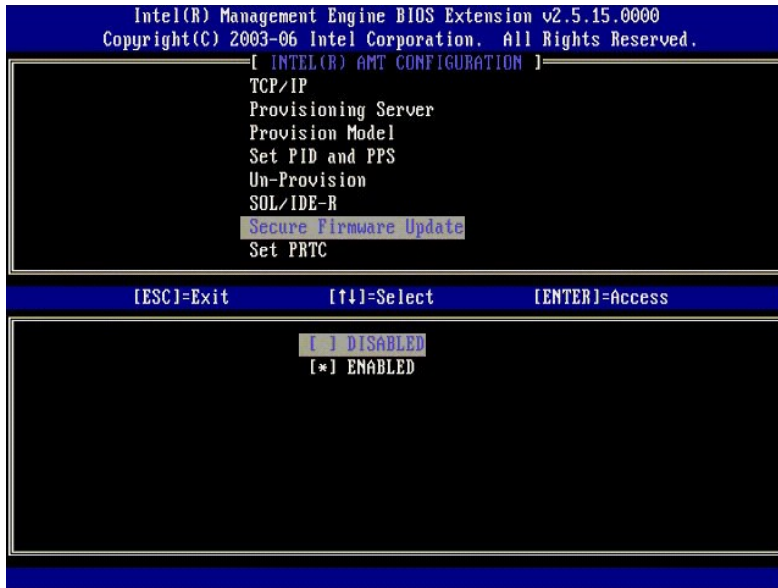 Intel(R) Management Engine BIOS Extension v2.5.15.0000
Copyright(C) 2003-06 Intel Corporation. All Rights Reserved.
[ INTEL(R) AMT CONFIGURATION ]
TCP/IP
Provisioning Server
Provision Model
Set PID and PPS
Un-Provision
SOL/IDE-R
Secure Firmware Update
Set PRTC
[ESC]=Exit [↑↓]=Select [ENTER]=Access
[ ] DISABLED
[*] ENABLED